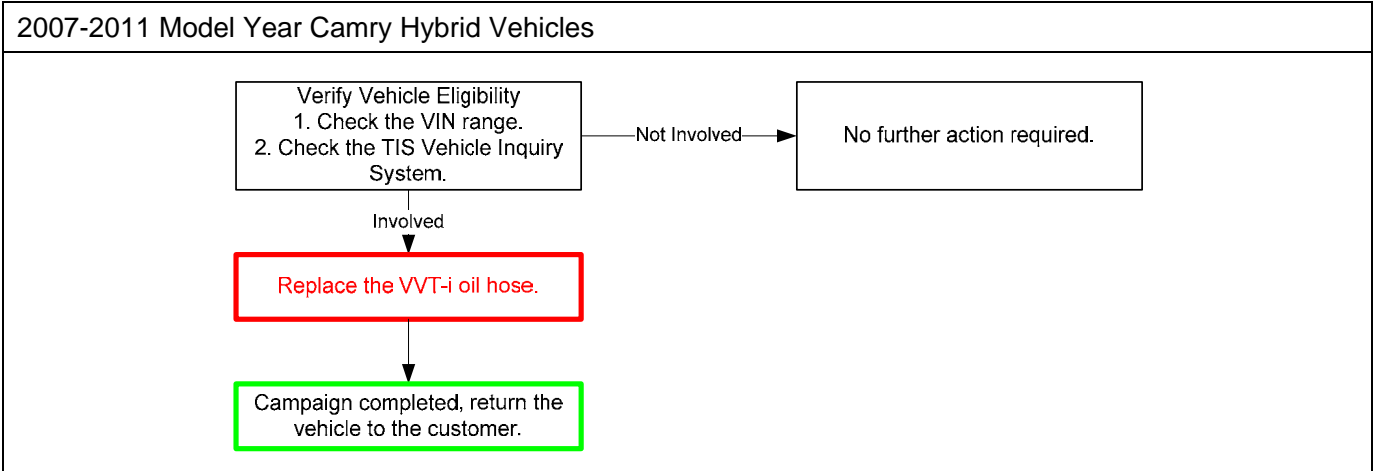 2007-2011 Model Year Camry Hybrid Vehicles
Verify Vehicle Eligibility
1. Check the VIN range.
2. Check the TIS Vehicle Inquiry
System.
Not Involved
No further action required.
Involved
Replace the VVT-i oil hose.
Campaign completed, return the
vehicle to the customer.